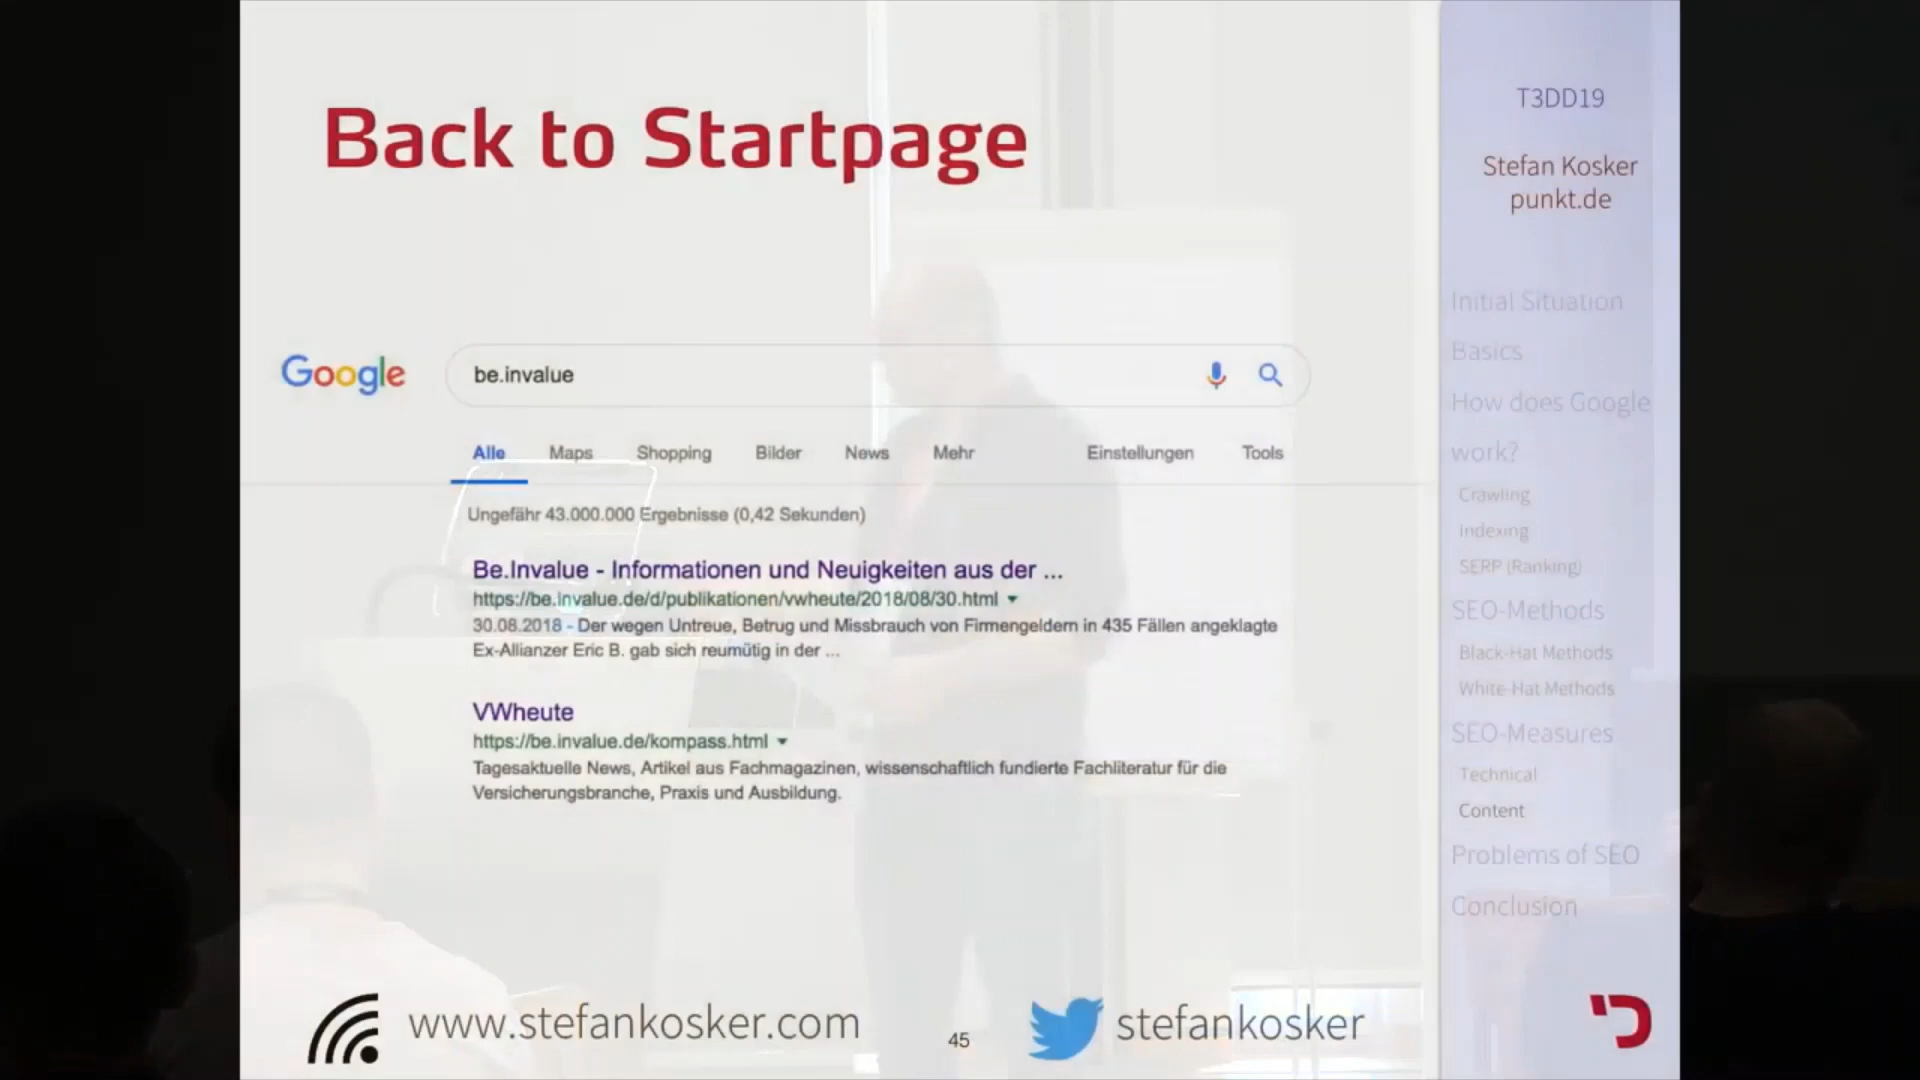 Back to Startpage
Google
be.invalue
Alle Maps Shopping Bilder News Mehr Einstellungen Tools
Ungefähr 43.000.000 Ergebnisse (0,42 Sekunden)
Be.Invalue - Informationen und Neuigkeiten aus der ...
https://be.invalue.de/d/publikationen/vwheute/2018/08/30.html
30.08.2018 - Der wegen Untreue, Betrug und Missbrauch von Firmengeldern in 435 Fällen angeklagte
Ex-Allianzer Eric B. gab sich reumütig in der ...
VWheute
https://be.invalue.de/kompass.html
Tagesaktuelle News, Artikel aus Fachmagazinen, wissenschaftlich fundierte Fachliteratur für die
Versicherungsbranche, Praxis und Ausbildung.
www.stefankosker.com
45
stefankosker
T3DD19
Stefan Kosker
punkt.de
Initial Situation
Basics
How does Google
work?
Crawling
Indexing
SERP (Ranking)
SEO-Methods
Black-Hat Methods
White-Hat Methods
SEO-Measures
Technical
Content
Problems of SEO
Conclusion